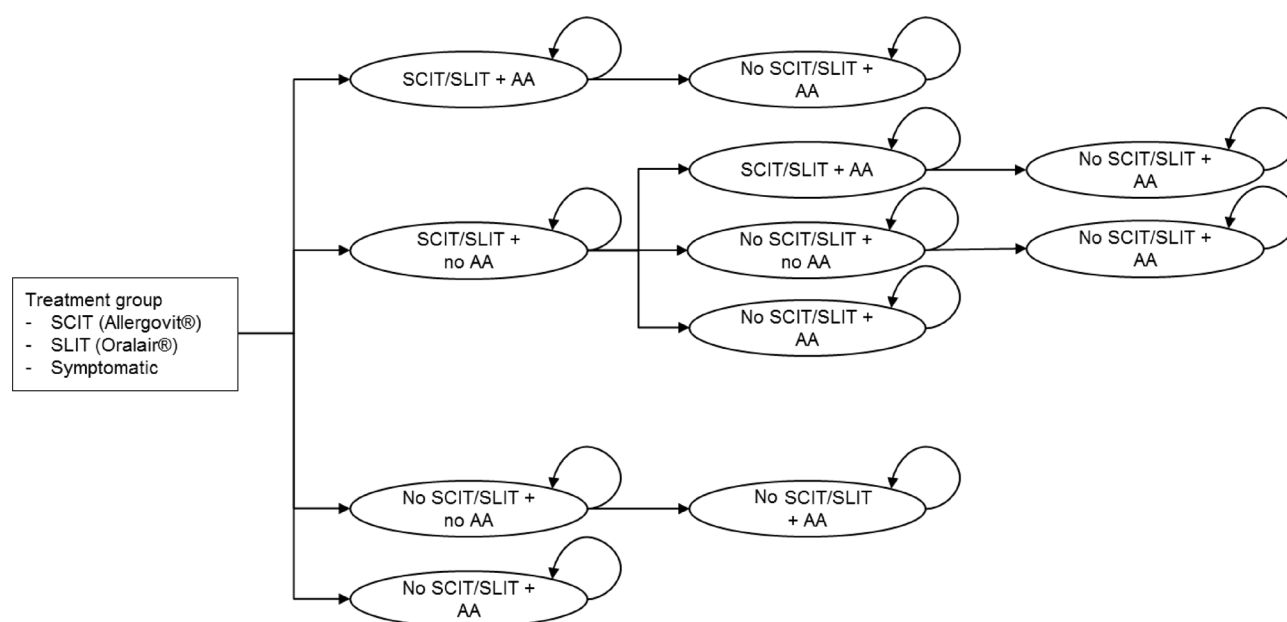 SCIT/SLIT + AA
No SCIT/SLIT +
AA
SCIT/SLIT + AA
No SCIT/SLIT +
AA
SCIT/SLIT +
no AA
No SCIT/SLIT +
no AA
No SCIT/SLIT +
AA
No SCIT/SLIT +
AA
Treatment group
- SCIT (Allergovit®)
- SLIT (Oralair®)
- Symptomatic
No SCIT/SLIT +
no AA
No SCIT/SLIT
+ AA
No SCIT/SLIT +
AA